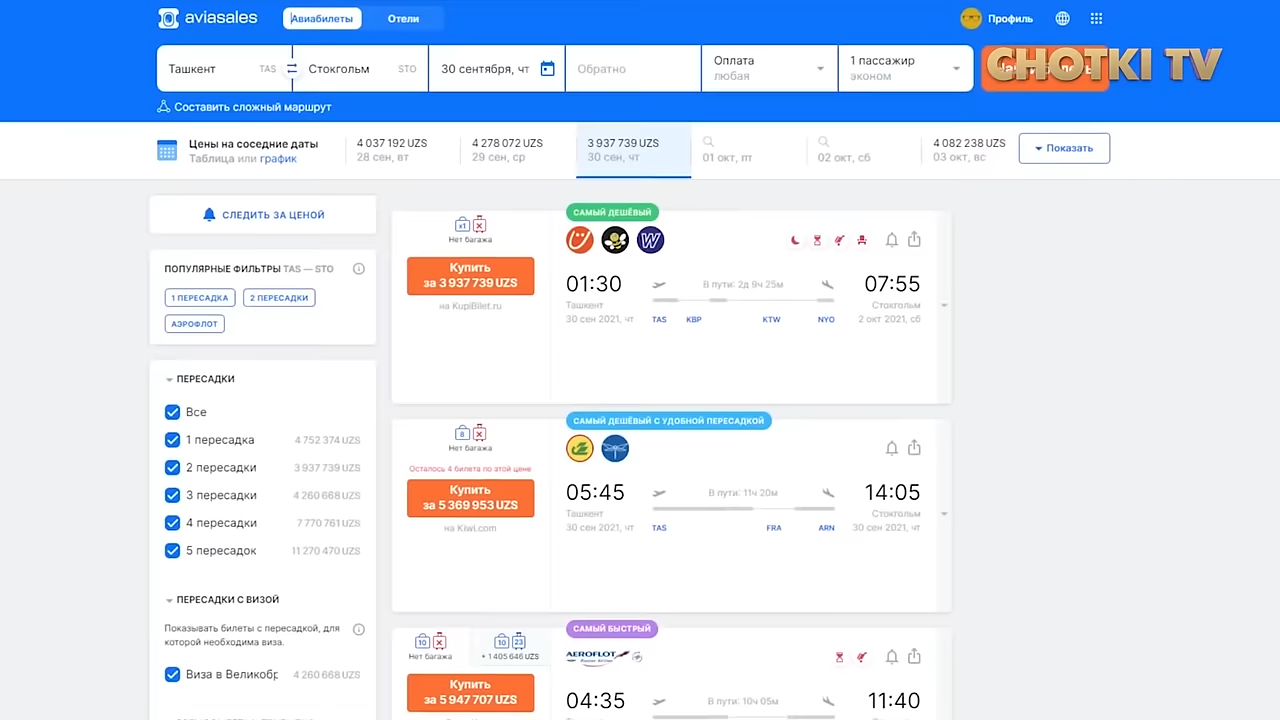 aviasales
Авиабилеты
Отели
Профиль
Ташкент TAS
Стокгольм STO
30 сентября, чт
Обратно
Оплата
любая
1 пассажир
эконом
CHOTKI TV
Составить сложный маршрут
Цены на соседние даты
Таблица или график
4 037 192 UZS
28 сен, вт
4 278 072 UZS
29 сен, ср
3 937 739 UZS
30 сен, чт
01 окт, пт
02 окт, сб
4 082 238 UZS
03 окт, вс
Показать
СЛЕДИТЬ ЗА ЦЕНОЙ
ПОПУЛЯРНЫЕ ФИЛЬТРЫ TAS — STO
1 ПЕРЕСАДКА
2 ПЕРЕСАДКИ
АЭРОФЛОТ
ПЕРЕСАДКИ
Все
1 пересадка 4 752 374 UZS
2 пересадки 3 937 739 UZS
3 пересадки 4 260 668 UZS
4 пересадки 7 770 761 UZS
5 пересадок 11 270 470 UZS
ПЕРЕСАДКИ С ВИЗОЙ
Показывать билеты с пересадкой, для
которой необходима виза.
Виза в Великобр 4 260 668 UZS
САМЫЙ ДЕШЁВЫЙ
x1
Нет багажа
Купить
за 3 937 739 UZS
на KupiBilet.ru
W
01:30
В пути: 2д 9ч 25м
07:55
Ташкент
Стокгольм
30 сен 2021, чт
TAS KBP KTW NYO
2 окт 2021, сб
САМЫЙ ДЕШЁВЫЙ С УДОБНОЙ ПЕРЕСАДКОЙ
8
Нет багажа
Осталось 4 билета по этой цене
Купить
за 5 369 953 UZS
на Kiwi.com
05:45
В пути: 11ч 20м
14:05
Ташкент
Стокгольм
30 сен 2021, чт
TAS FRA ARN
30 сен 2021, чт
САМЫЙ БЫСТРЫЙ
10
Нет багажа
10 23
+ 1 405 646 UZS
Купить
за 5 947 707 UZS
AEROFLOT
04:35
В пути: 10ч 05м
11:40